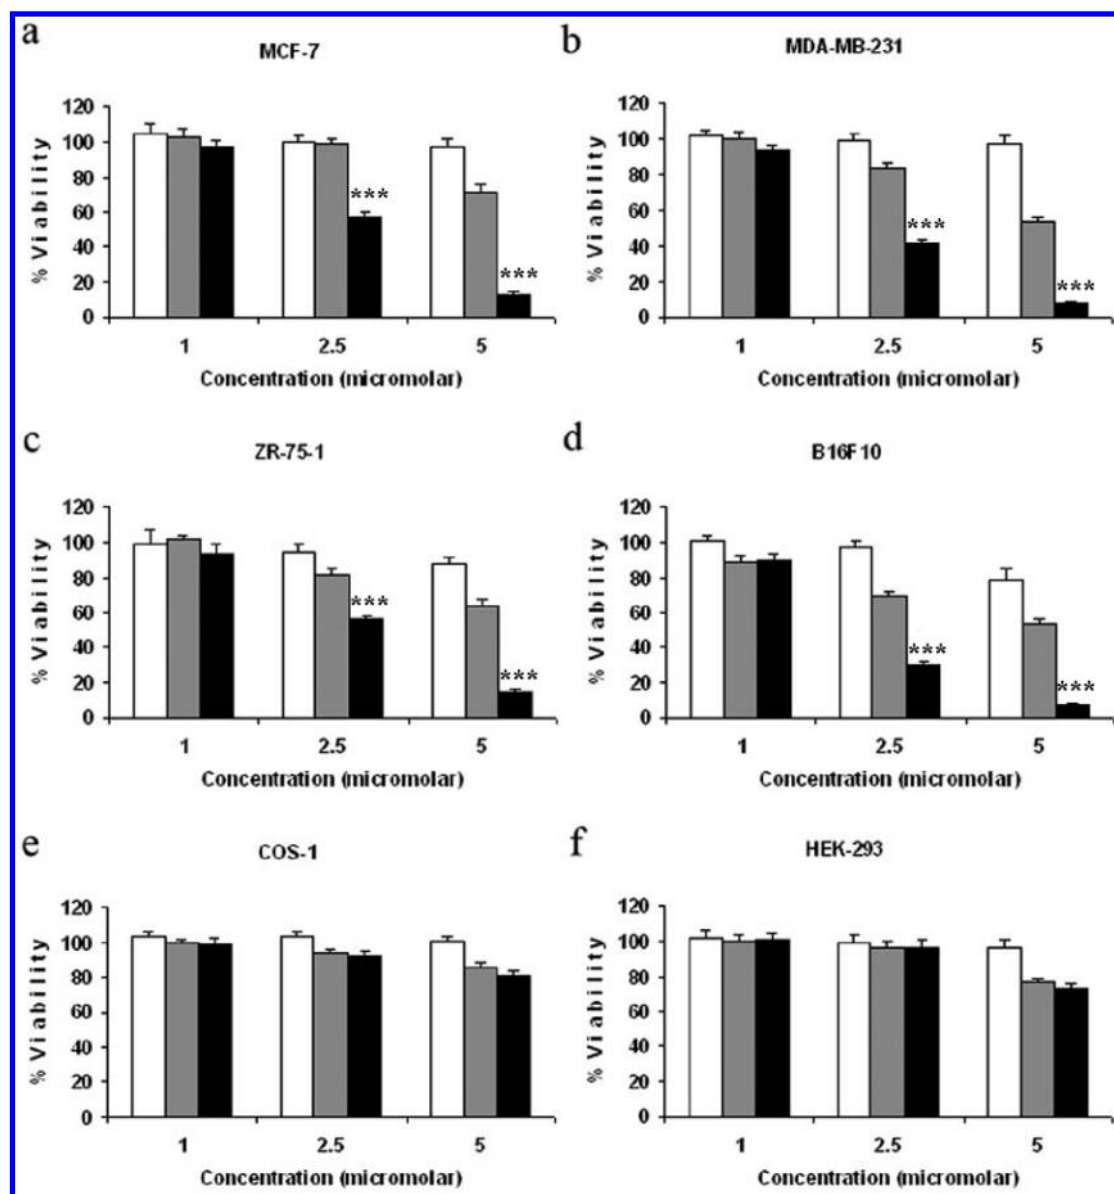 a
MCF-7
% Viability
120
100
80
60
40
20
0
***
***
1 2.5 5
Concentration (micromolar)
b
MDA-MB-231
% Viability
120
100
80
60
40
20
0
***
***
1 2.5 5
Concentration (micromolar)
c
ZR-75-1
% Viability
120
100
80
60
40
20
0
***
***
1 2.5 5
Concentration (micromolar)
d
B16F10
% Viability
120
100
80
60
40
20
0
***
***
1 2.5 5
Concentration (micromolar)
e
COS-1
% Viability
120
100
80
60
40
20
0
1 2.5 5
Concentration (micromolar)
f
HEK-293
% Viability
120
100
80
60
40
20
0
1 2.5 5
Concentration (micromolar)